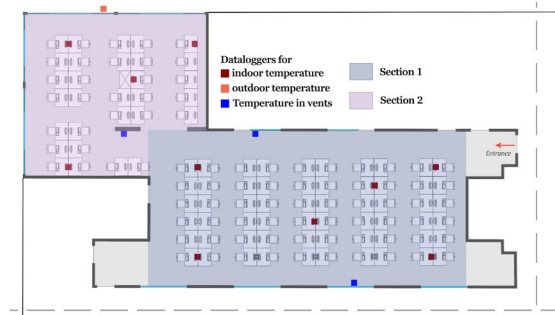 Dataloggers for
indoor temperature
outdoor temperature
Temperature in vents
Section 1
Section 2
Entrance